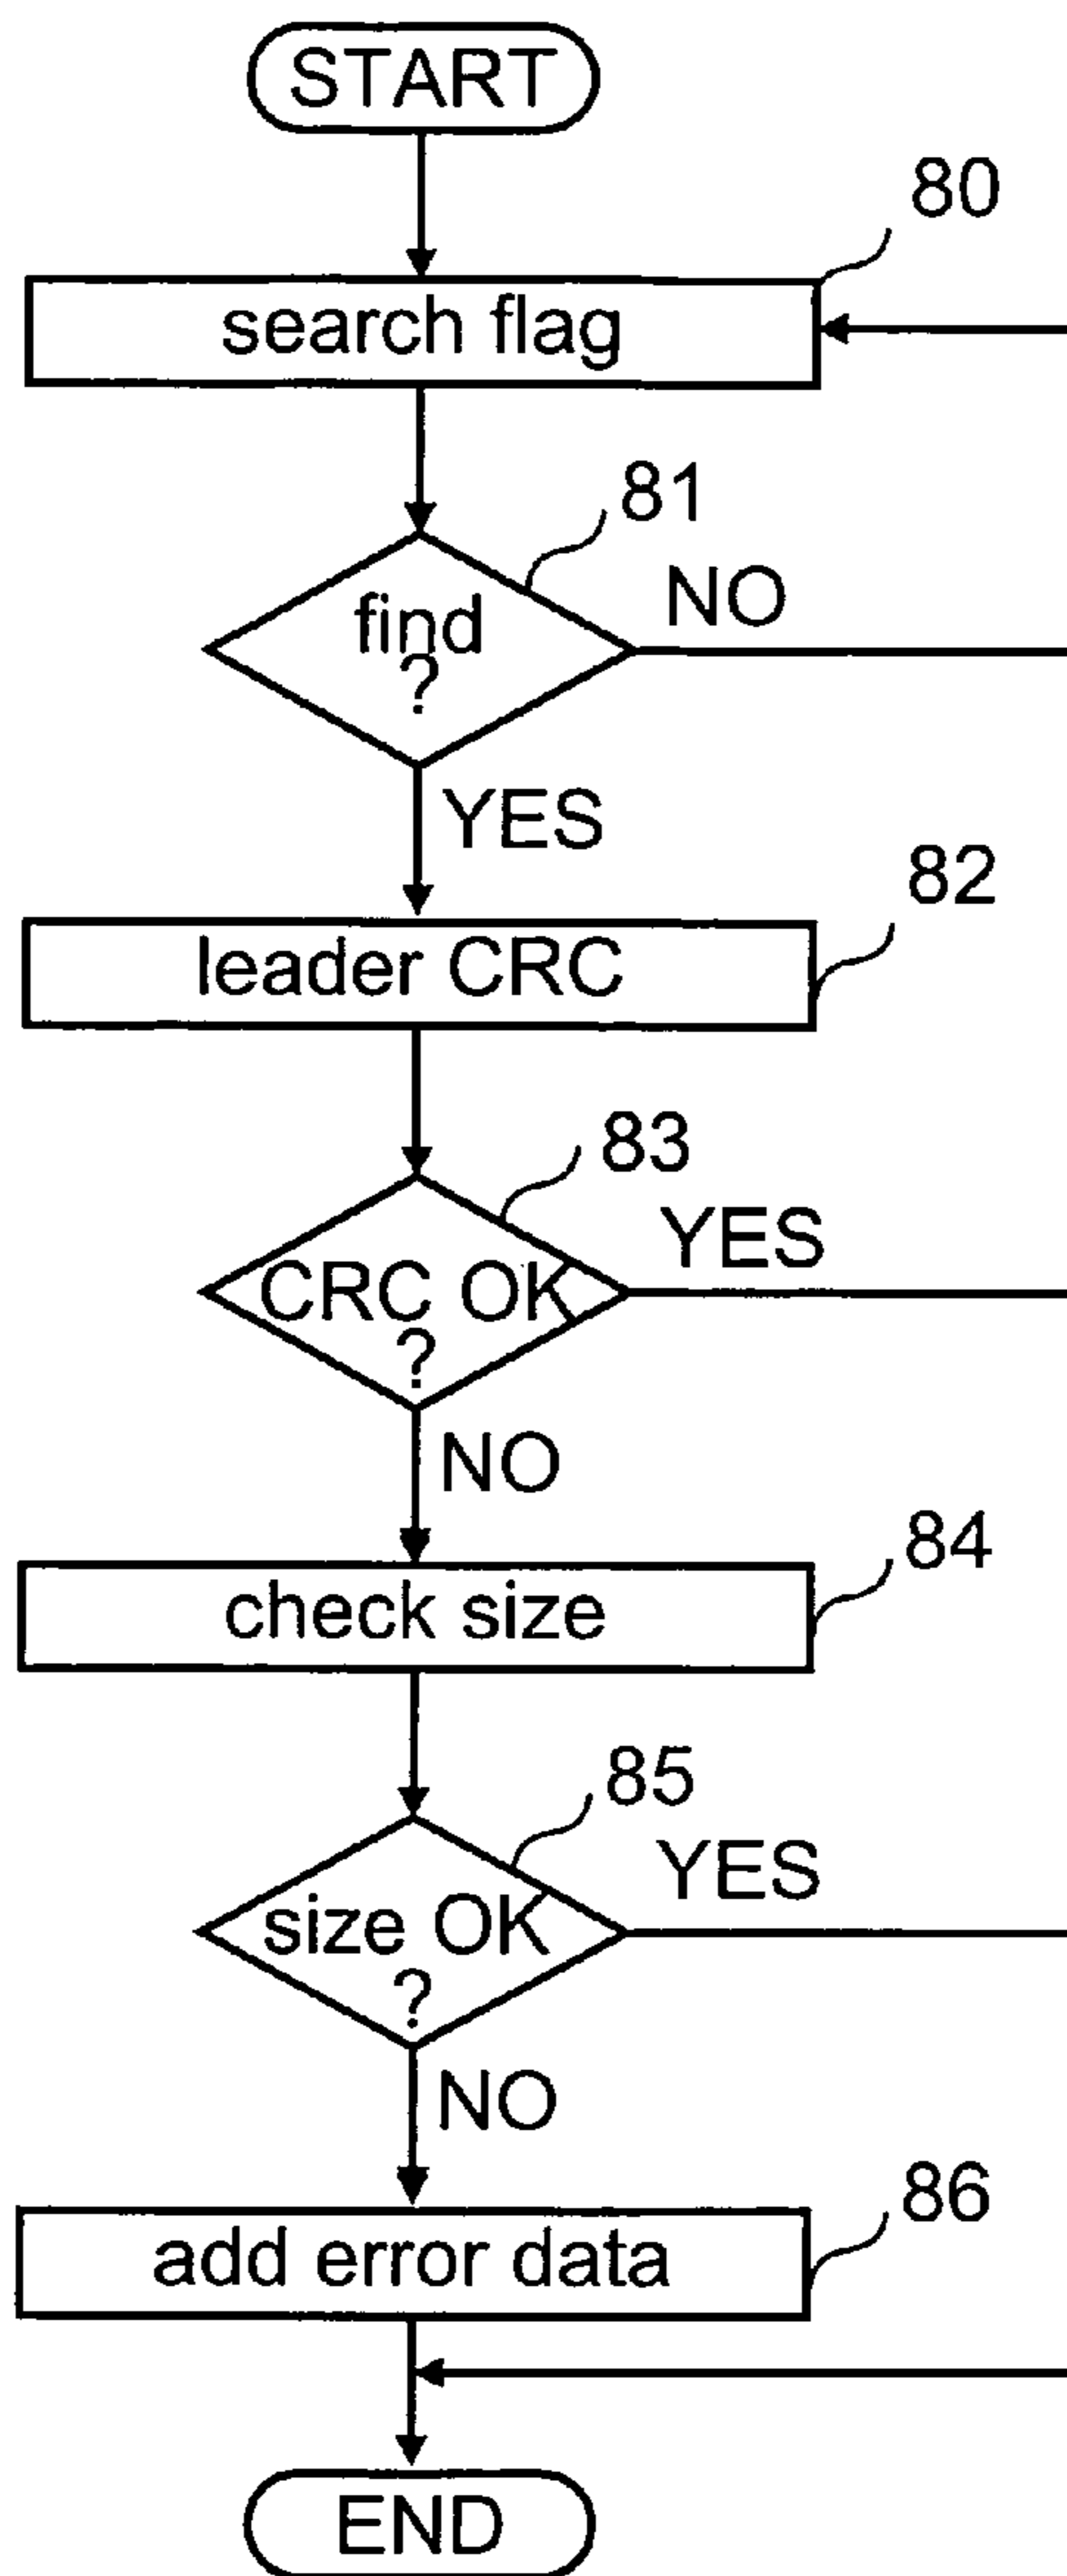 START
80
search flag
81
find
?
NO
YES
82
leader CRC
83
CRC OK
?
YES
NO
84
check size
85
size OK
?
YES
NO
86
add error data
END